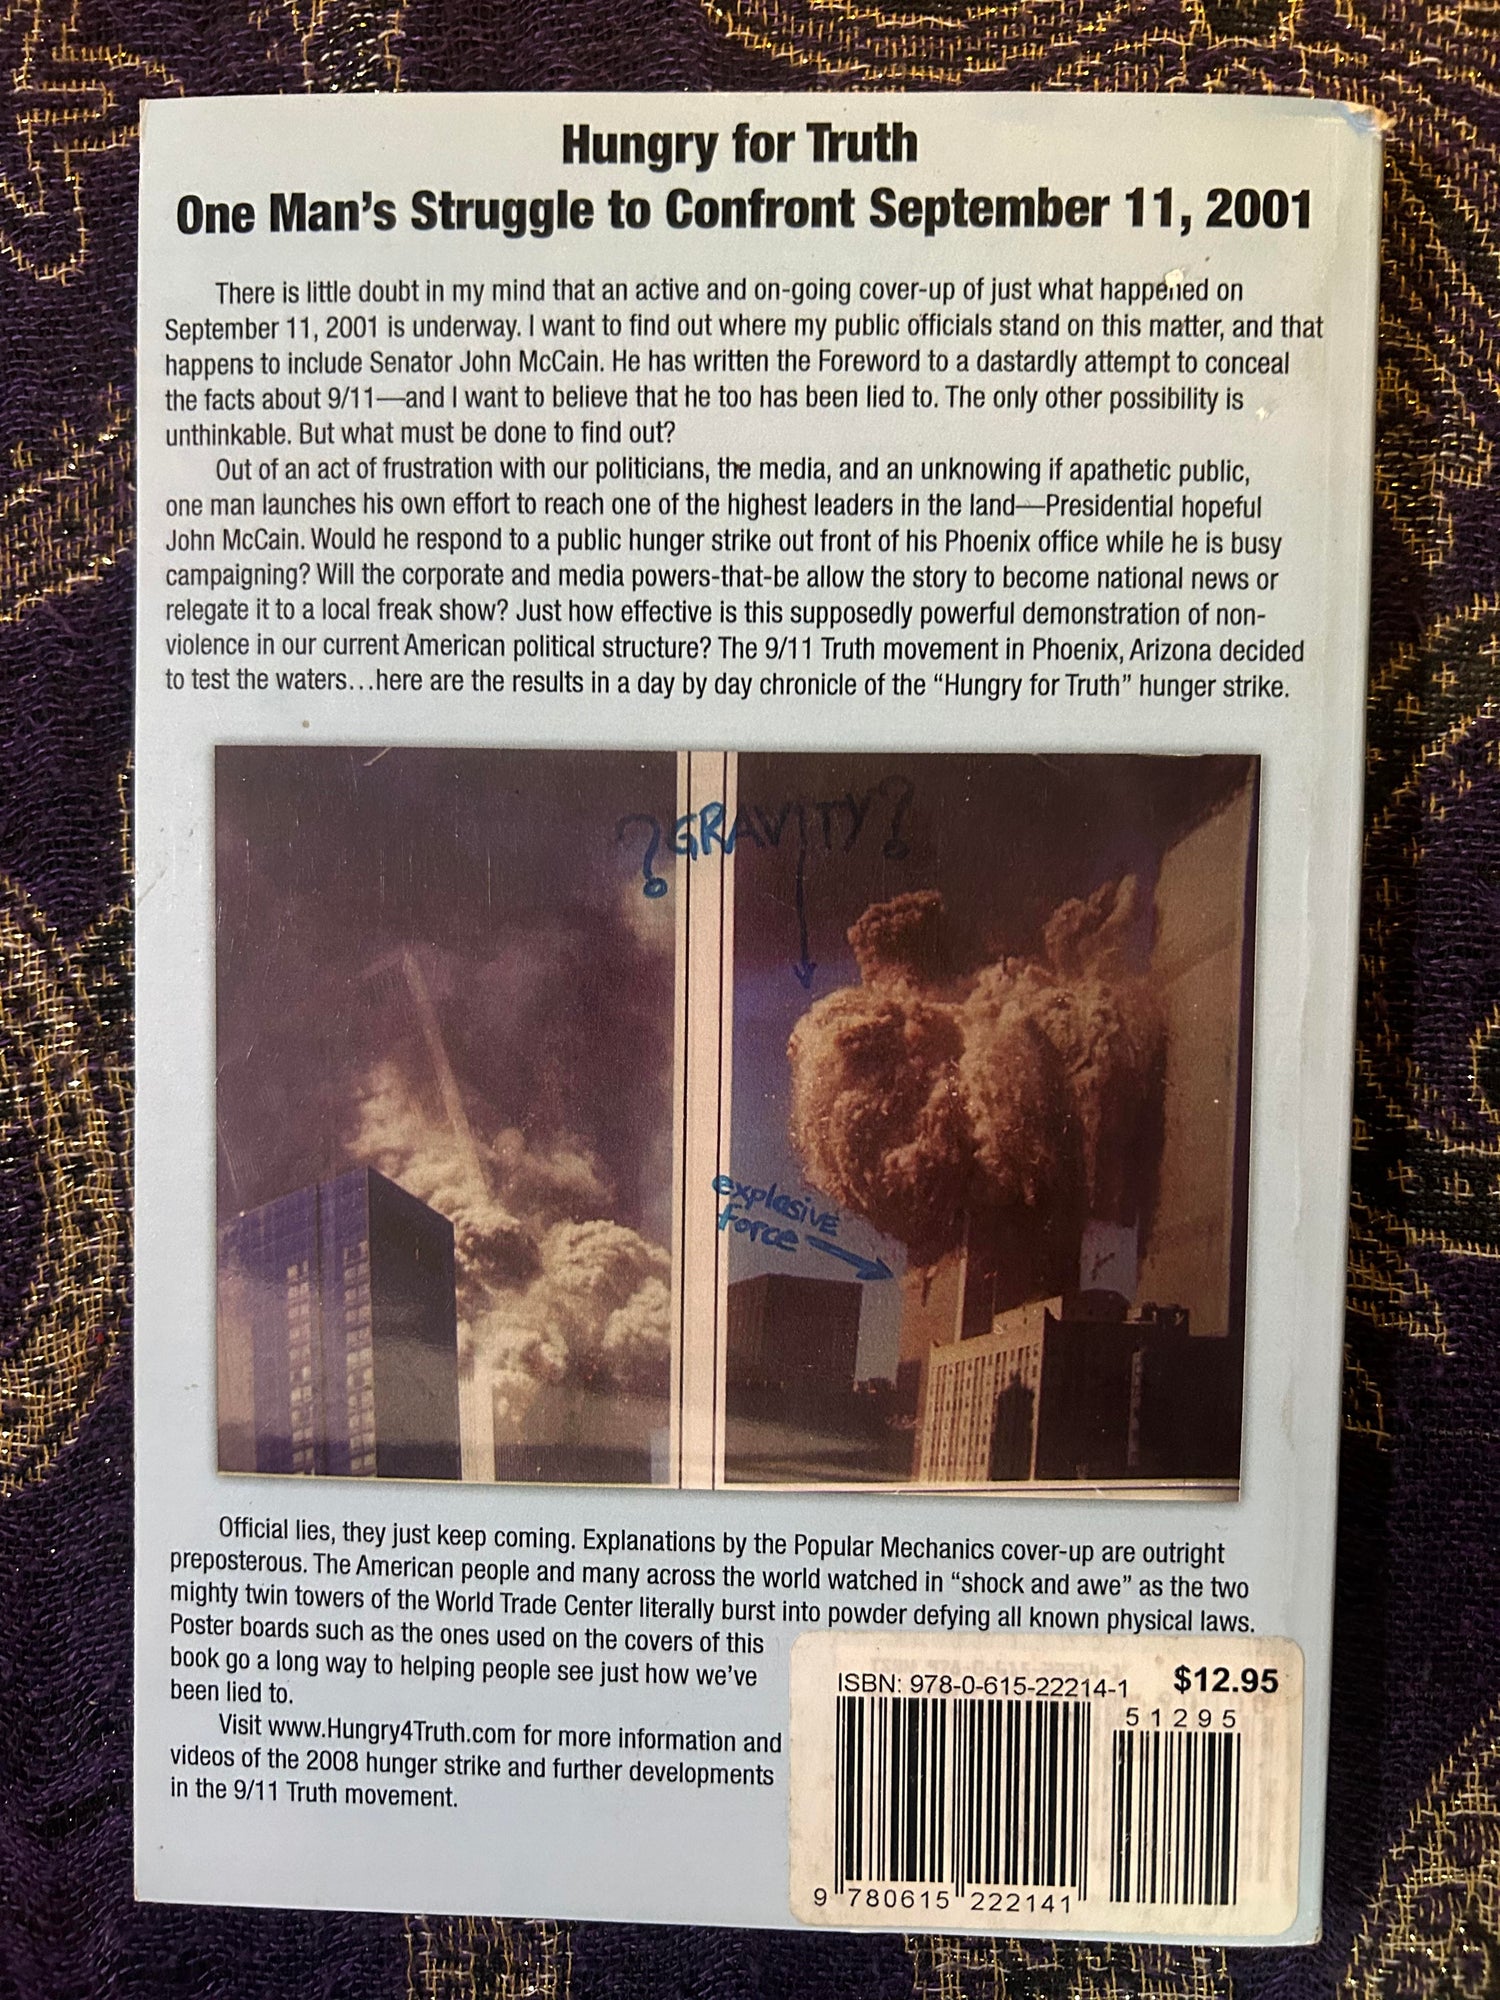 Hungry for Truth
One Man's Struggle to Confront September 11, 2001
There is little doubt in my mind that an active and on-going cover-up of just what happened on
September 11, 2001 is underway. I want to find out where my public officials stand on this matter, and that
happens to include Senator John McCain. He has written the Foreword to a dastardly attempt to conceal
the facts about 9/11—and I want to believe that he too has been lied to. The only other possibility is
unthinkable. But what must be done to find out?
Out of an act of frustration with our politicians, the media, and an unknowing if apathetic public,
one man launches his own effort to reach one of the highest leaders in the land—Presidential hopeful
John McCain. Would he respond to a public hunger strike out front of his Phoenix office while he is busy
campaigning? Will the corporate and media powers-that-be allow the story to become national news or
relegate it to a local freak show? Just how effective is this supposedly powerful demonstration of non-
violence in our current American political structure? The 9/11 Truth movement in Phoenix, Arizona decided
to test the waters…here are the results in a day by day chronicle of the “Hungry for Truth” hunger strike.
? GRAVITY?
explosive
force
Official lies, they just keep coming. Explanations by the Popular Mechanics cover-up are outright
preposterous. The American people and many across the world watched in “shock and awe” as the two
mighty twin towers of the World Trade Center literally burst into powder defying all known physical laws.
Poster boards such as the ones used on the covers of this
book go a long way to helping people see just how we've
been lied to.
Visit www.Hungry4Truth.com for more information and
videos of the 2008 hunger strike and further developments
in the 9/11 Truth movement.
ISBN: 978-0-615-22214-1 $12.95
51295
9 780615 222141